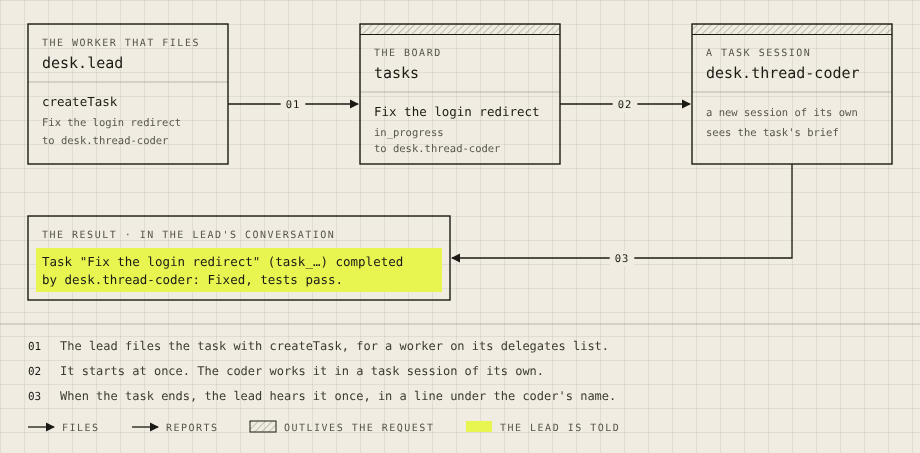 THE WORKER THAT FILES
desk.lead
createTask
Fix the login redirect
to desk.thread-coder
01
THE BOARD
tasks
Fix the login redirect
in_progress
to desk.thread-coder
02
A TASK SESSION
desk.thread-coder
a new session of its own
sees the task's brief
THE RESULT · IN THE LEAD'S CONVERSATION
Task "Fix the login redirect" (task_…) completed
by desk.thread-coder: Fixed, tests pass.
03
01 The lead files the task with createTask, for a worker on its delegates list.
02 It starts at once. The coder works it in a task session of its own.
03 When the task ends, the lead hears it once, in a line under the coder's name.
FILES REPORTS OUTLIVES THE REQUEST THE LEAD IS TOLD